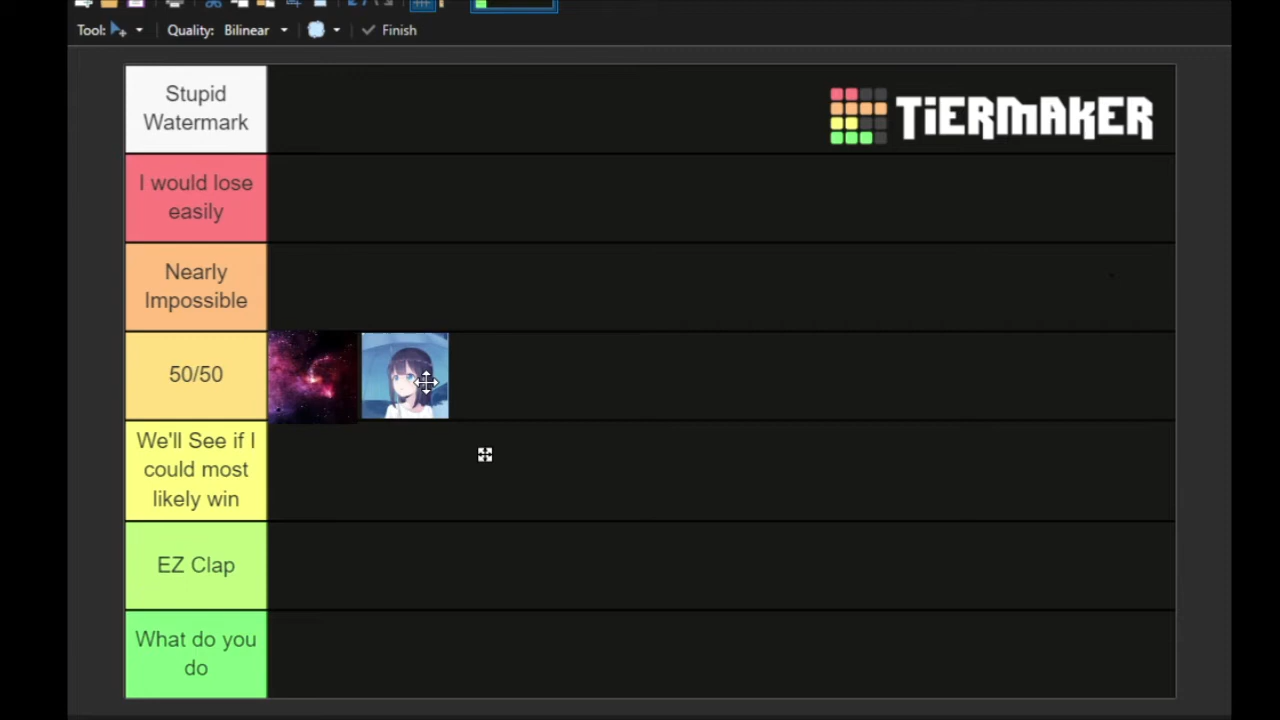 Tool:
Quality: Bilinear
Finish
Stupid
Watermark
TiERMAKER
I would lose
easily
Nearly
Impossible
50/50
We'll See if I
could most
likely win
EZ Clap
What do you
do